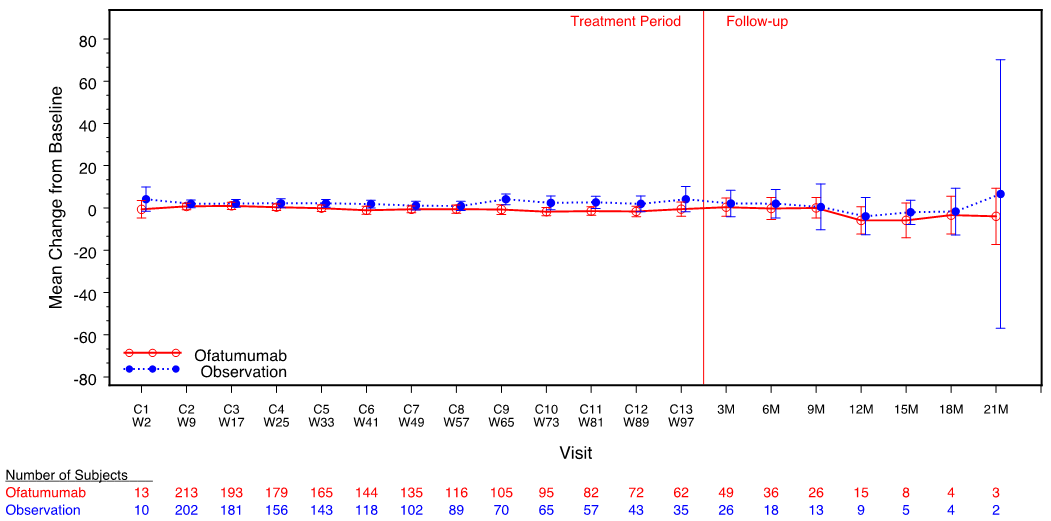 Treatment Period Follow-up
80
60
40
20
0
-20
-40
-60
-80
Mean Change from Baseline
Ofatumumab
Observation
C1 C2 C3 C4 C5 C6 C7 C8 C9 C10 C11 C12 C13 3M 6M 9M 12M 15M 18M 21M
W2 W9 W17 W25 W33 W41 W49 W57 W65 W73 W81 W89 W97
Visit
Number of Subjects
Ofatumumab 13 213 193 179 165 144 135 116 105 95 82 72 62 49 36 26 15 8 4 3
Observation 10 202 181 156 143 118 102 89 70 65 57 43 35 26 18 13 9 5 4 2